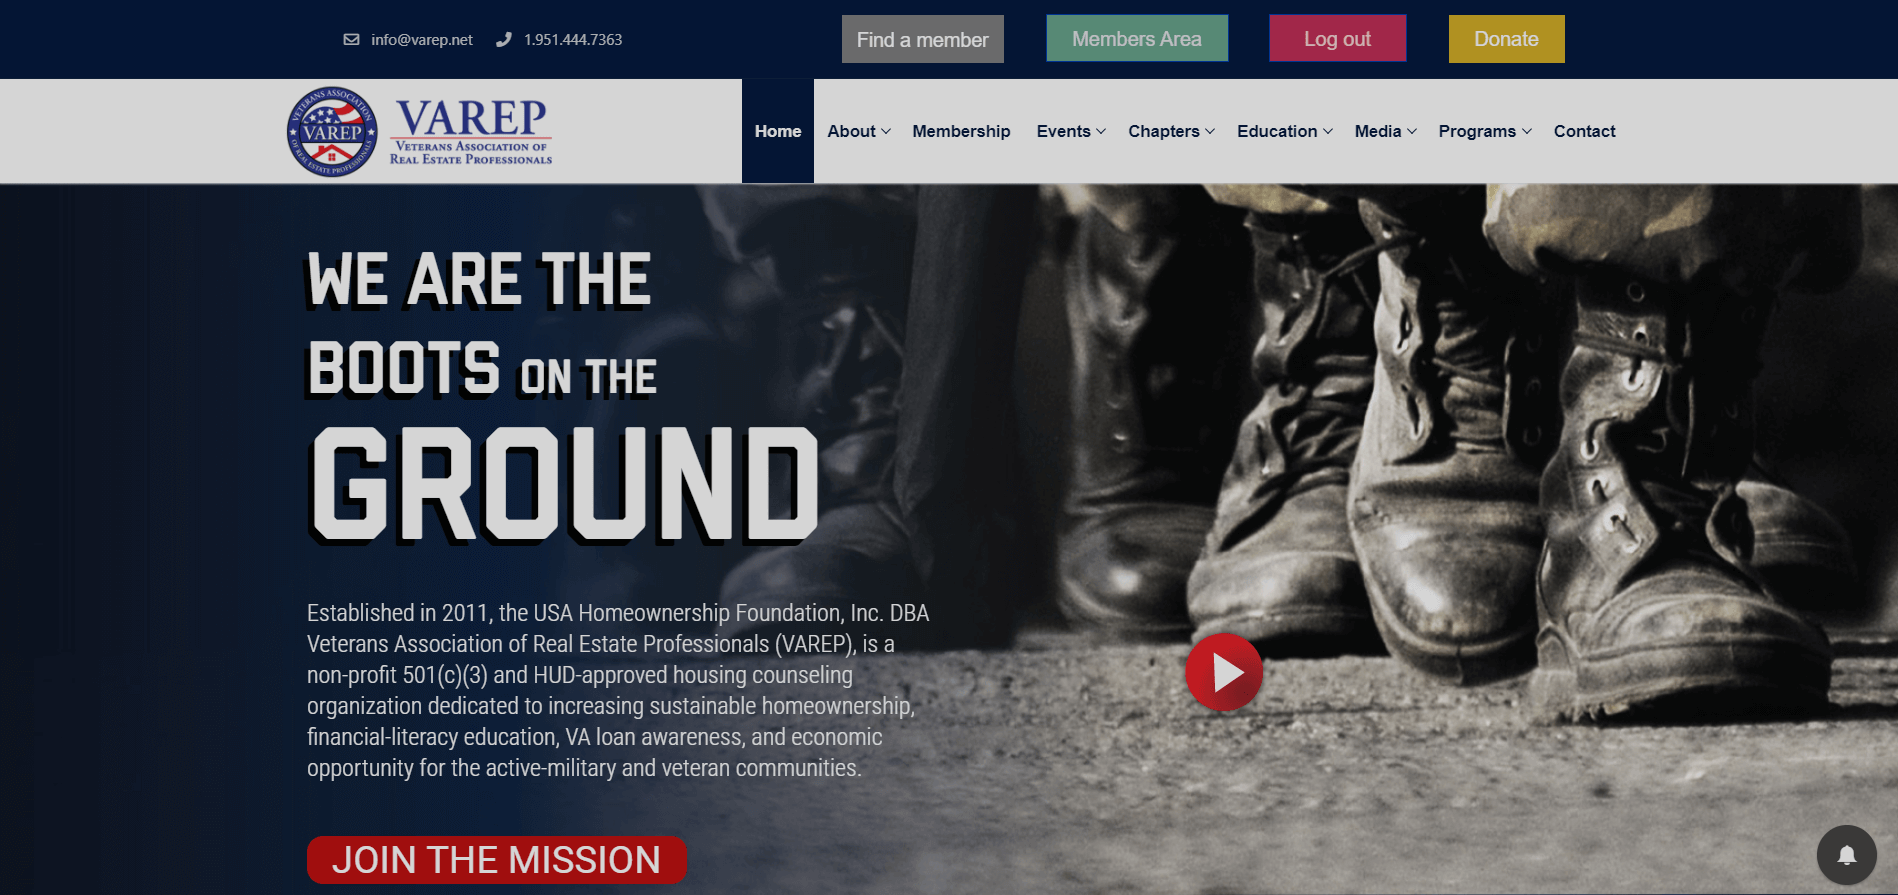 info@varep.net
1.951.444.7363
Find a member
Members Area
Log out
Donate
VETERANS ASSOCIATION
VAREP
OF REAL ESTATE PROFESSIONALS
VAREP
VETERANS ASSOCIATION OF
REAL ESTATE PROFESSIONALS
Home
About
Membership
Events
Chapters
Education
Media
Programs
Contact
WE ARE THE
BOOTS ON THE
GROUND
Established in 2011, the USA Homeownership Foundation, Inc. DBA
Veterans Association of Real Estate Professionals (VAREP), is a
non-profit 501(c)(3) and HUD-approved housing counseling
organization dedicated to increasing sustainable homeownership,
financial-literacy education, VA loan awareness, and economic
opportunity for the active-military and veteran communities.
JOIN THE MISSION